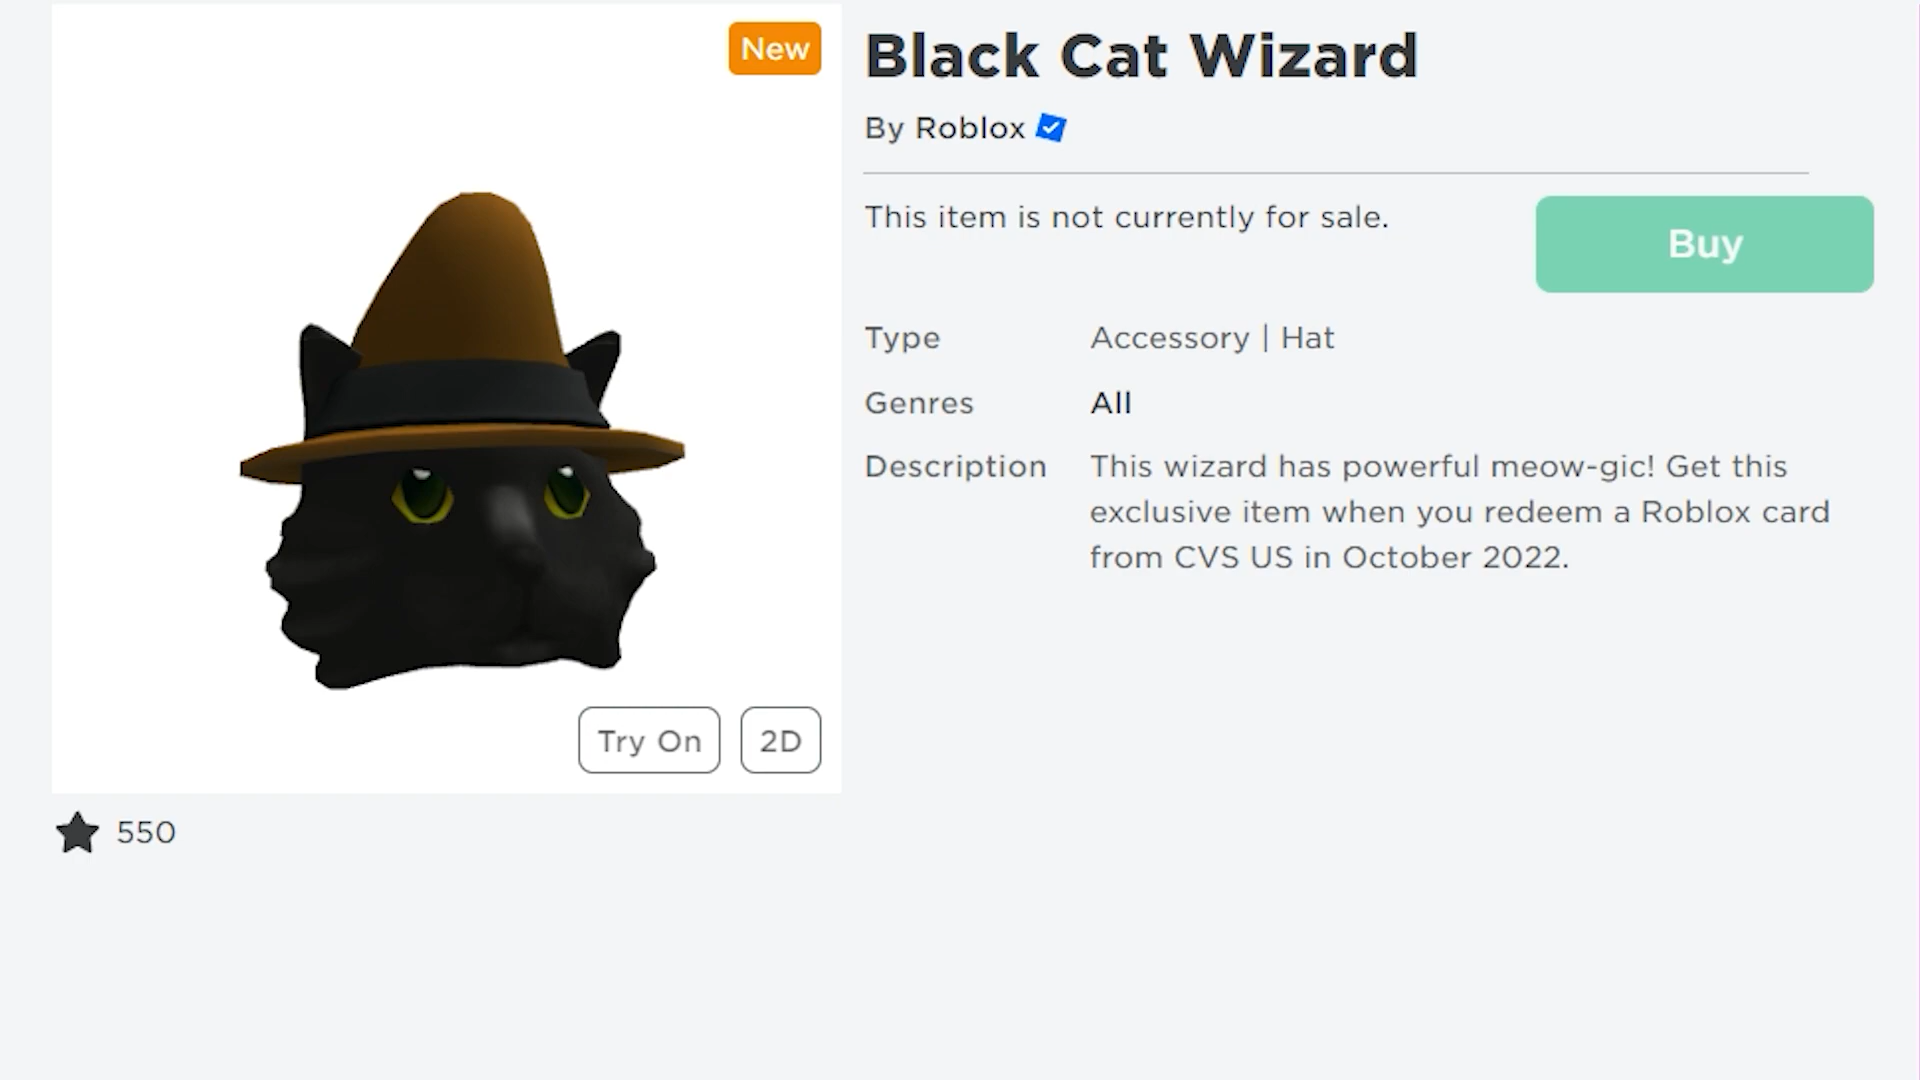 New
Black Cat Wizard
By Roblox
This item is not currently for sale.
Buy
Type Accessory | Hat
Genres All
Description This wizard has powerful meow-gic! Get this
exclusive item when you redeem a Roblox card
from CVS US in October 2022.
Try On 2D
550